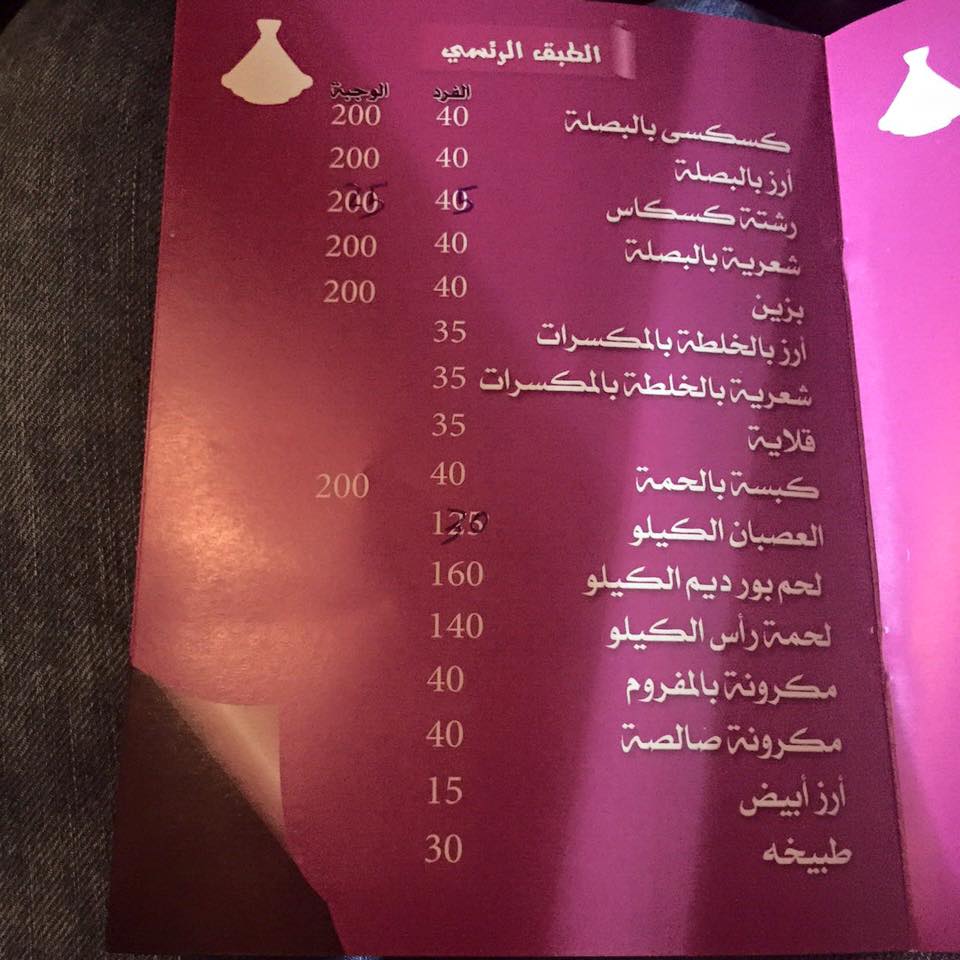 الطبق الرئسي
الفرد الوجبة
كسكسى بالبصلة 40 200
أرز بالبصلة 40 200
رشتة كسكاس 45 200
شعرية بالبصلة 40 200
بزين 40 200
أرز بالخلطة بالمكسرات 35
شعرية بالخلطة بالمكسرات 35
قلاية 35
كبسة بالحمة 40 200
العصبان الكيلو
لحم بور ديم الكيلو 160
لحمة رأس الكيلو 140
مكرونة بالمفروم 40
مكرونة صالصة 40
أرز أبيض 15
طبيخه 30